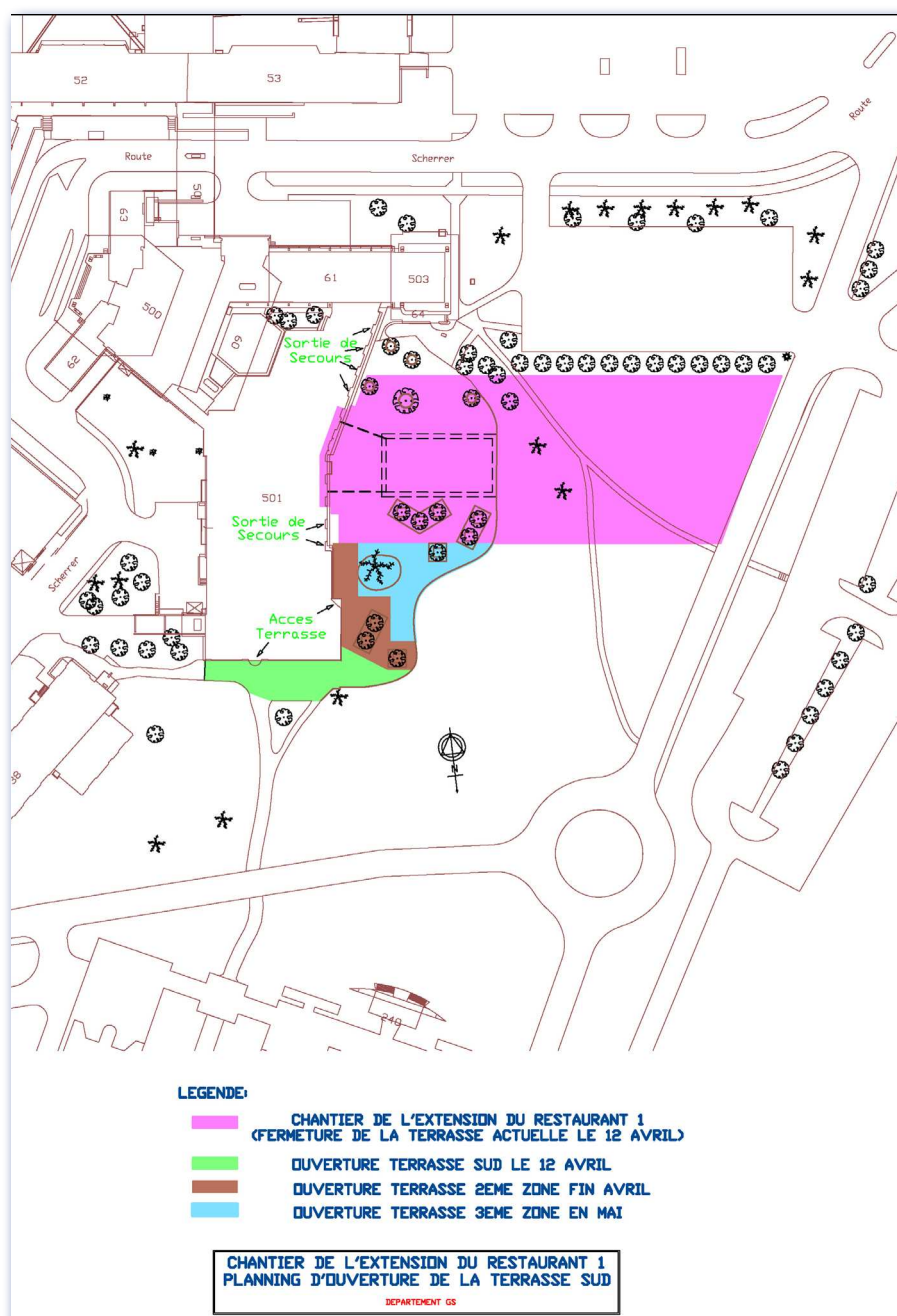 52
53
Route
Route
Scherrer
63
50
61
503
500
60
64
62
Sortie de
Secours
501
Sortie de
Secours
Scherrer
Acces
Terrasse
N
38
240
LEGENDE:
CHANTIER DE L'EXTENSION DU RESTAURANT 1
(FERMETURE DE LA TERRASSE ACTUELLE LE 12 AVRIL)
OUVERTURE TERRASSE SUD LE 12 AVRIL
OUVERTURE TERRASSE 2EME ZONE FIN AVRIL
OUVERTURE TERRASSE 3EME ZONE EN MAI
CHANTIER DE L'EXTENSION DU RESTAURANT 1
PLANNING D'OUVERTURE DE LA TERRASSE SUD
DEPARTEMENT GS